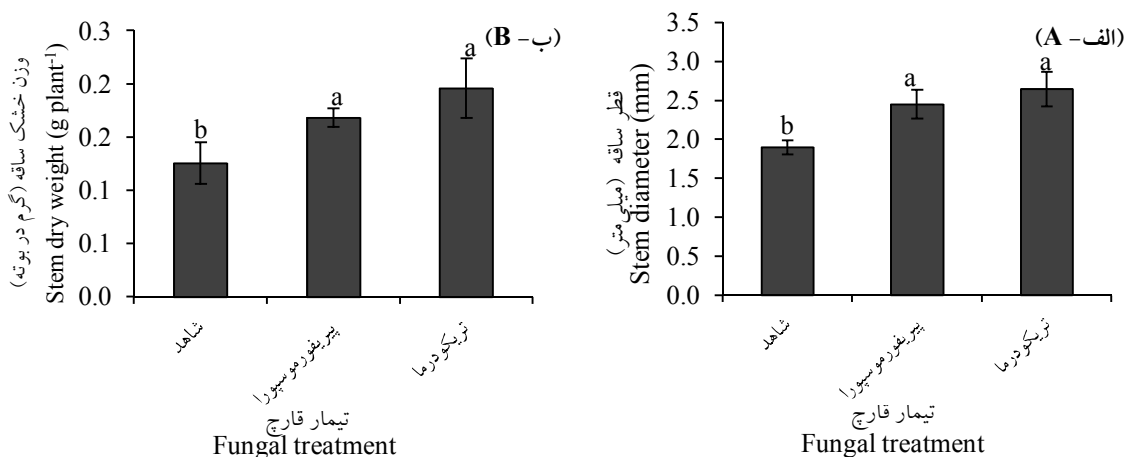 (ب- B)
وزن خشک ساقه (گرم در بوته)
Stem dry weight (g plant⁻¹)
0.3
0.2
0.2
0.1
0.1
0.0
b
a
a
شاهد
پیریفورموسپورا
تریکودرما
تیمار قارچ
Fungal treatment
(الف- A)
قطر ساقه (میلی‌متر)
Stem diameter (mm)
3.5
3.0
2.5
2.0
1.5
1.0
0.5
0.0
b
a
a
شاهد
پیریفورموسپورا
تریکودرما
تیمار قارچ
Fungal treatment